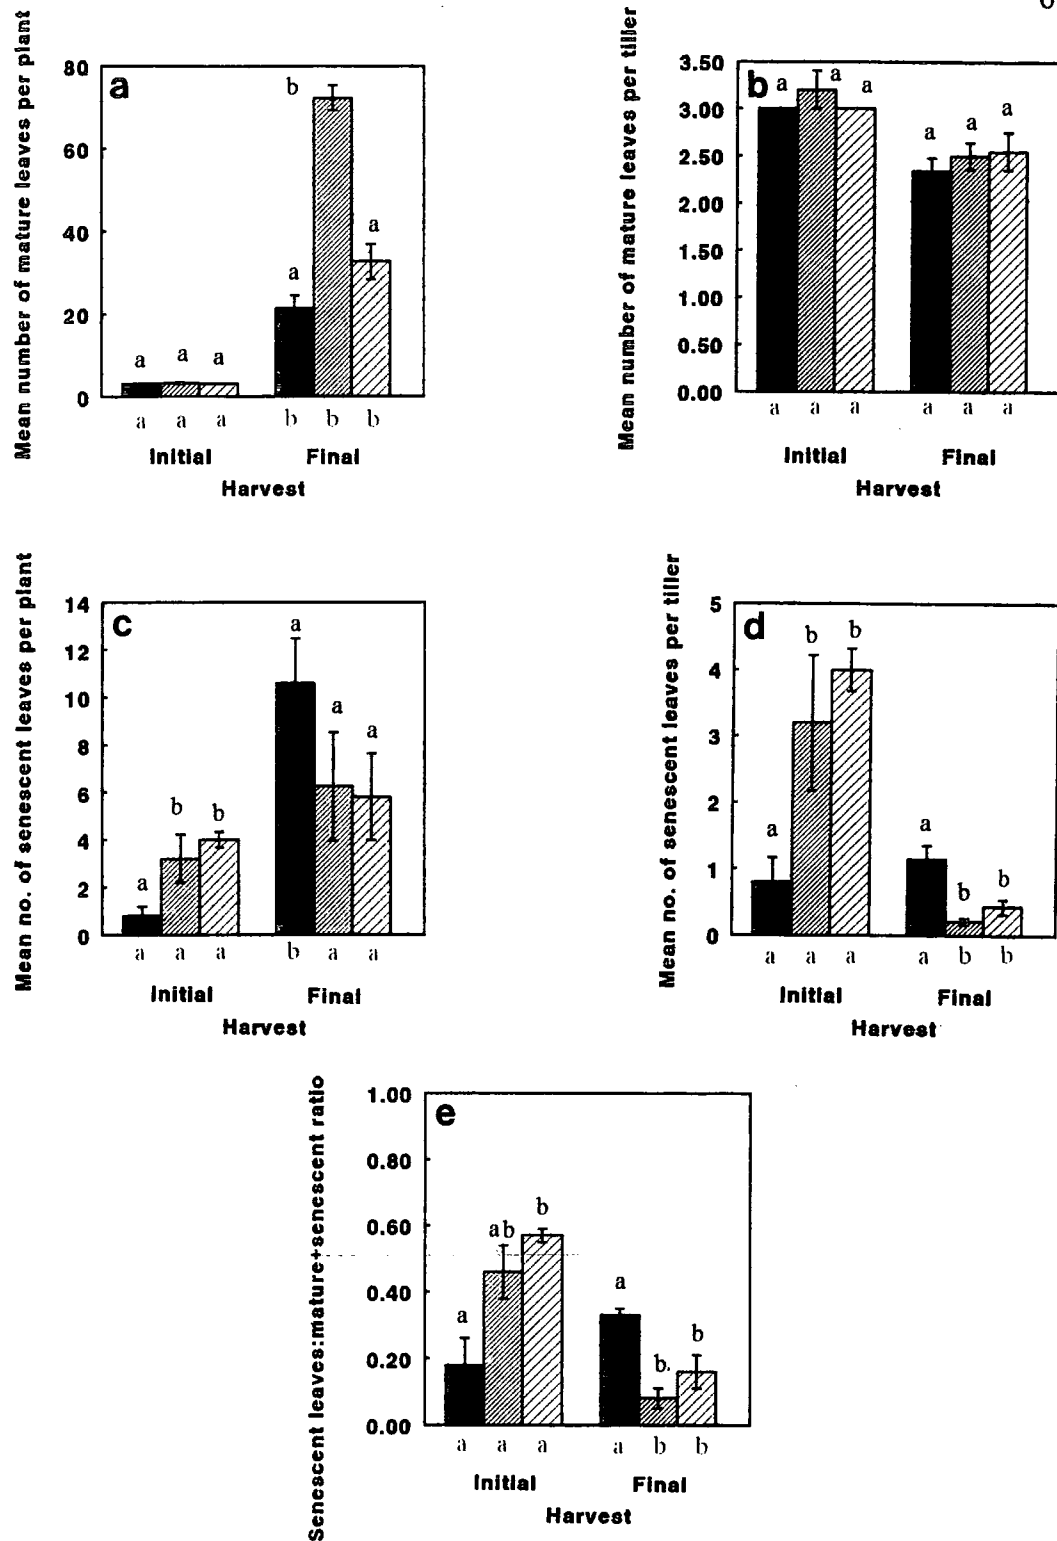 6
Mean number of mature leaves per plant
a
80
60
40
20
0
b
a
a
a a a
a a a b b b
Initial Final
Harvest
Mean number of mature leaves per tiller
b
3.50
3.00
2.50
2.00
1.50
1.00
0.50
0.00
a a a
a a a
a a a a a a
Initial Final
Harvest
Mean no. of senescent leaves per plant
c
14
12
10
8
6
4
2
0
a b b
a a a
a a a b a a
Initial Final
Harvest
Mean no. of senescent leaves per tiller
d
5
4
3
2
1
0
a b b
a b b
a a a a b b
Initial Final
Harvest
Senescent leaves:mature+senescent ratio
e
1.00
0.80
0.60
0.40
0.20
0.00
a ab b
a b b
a a a a b b
Initial Final
Harvest